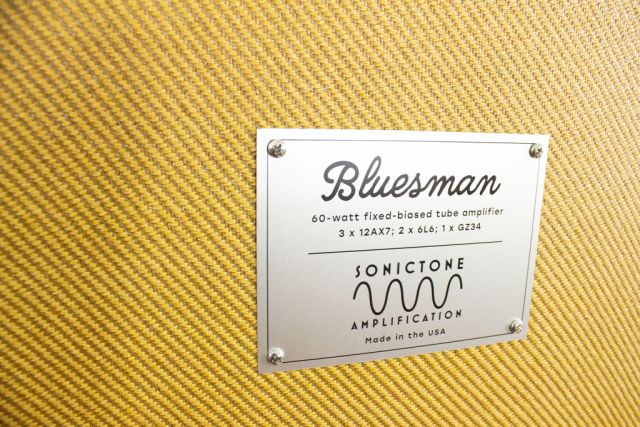 Bluesman
60-watt fixed-biased tube amplifier
3 x 12AX7; 2 x 6L6; 1 x GZ34
SONICTONE
AMPLIFICATION
Made in the USA